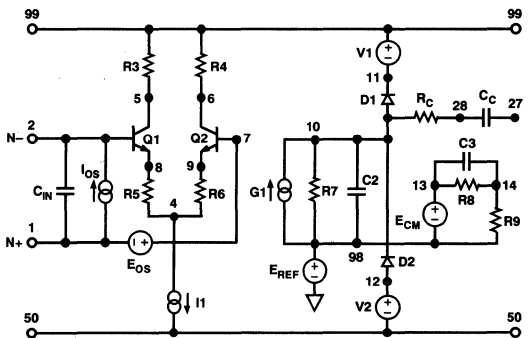 99
99
R3
R4
V1
11
5
6
D1
RC
28
CC
27
N–
2
Q1
Q2
7
10
C3
IOS
8
9
13
14
CIN
R5
4
R6
G1
R7
C2
R8
ECM
R9
N+
1
EOS
98
D2
EREF
12
I1
V2
50
50